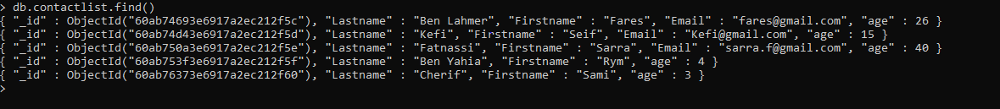 > db.contactlist.find()
{ "_id" : ObjectId("60ab74693e6917a2ec212f5c"), "Lastname" : "Ben Lahmer", "Firstname" : "Fares", "Email" : "fares@gmail.com", "age" : 26 }
{ "_id" : ObjectId("60ab74d43e6917a2ec212f5d"), "Lastname" : "Kefi", "Firstname" : "Seif", "Email" : "Kefi@gmail.com", "age" : 15 }
{ "_id" : ObjectId("60ab750a3e6917a2ec212f5e"), "Lastname" : "Fatnassi", "Firstname" : "Sarra", "Email" : "sarra.f@gmail.com", "age" : 40 }
{ "_id" : ObjectId("60ab753f3e6917a2ec212f5f"), "Lastname" : "Ben Yahia", "Firstname" : "Rym", "age" : 4 }
{ "_id" : ObjectId("60ab76373e6917a2ec212f60"), "Lastname" : "Cherif", "Firstname" : "Sami", "age" : 3 }
>